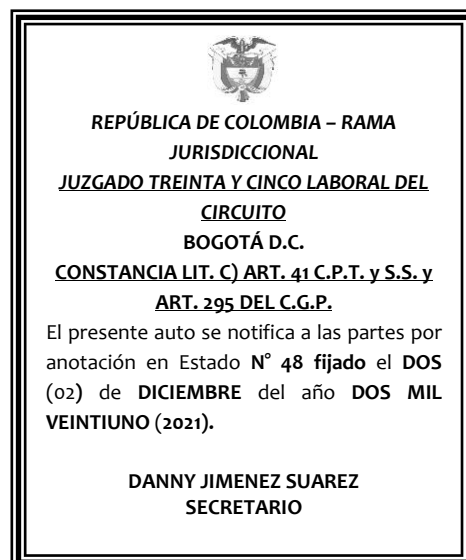 REPÚBLICA DE COLOMBIA – RAMA
JURISDICCIONAL
JUZGADO TREINTA Y CINCO LABORAL DEL
CIRCUITO
BOGOTÁ D.C.
CONSTANCIA LIT. C) ART. 41 C.P.T. y S.S. y
ART. 295 DEL C.G.P.
El presente auto se notifica a las partes por
anotación en Estado N° 48 fijado el DOS
(02) de DICIEMBRE del año DOS MIL
VEINTIUNO (2021).
DANNY JIMENEZ SUAREZ
SECRETARIO